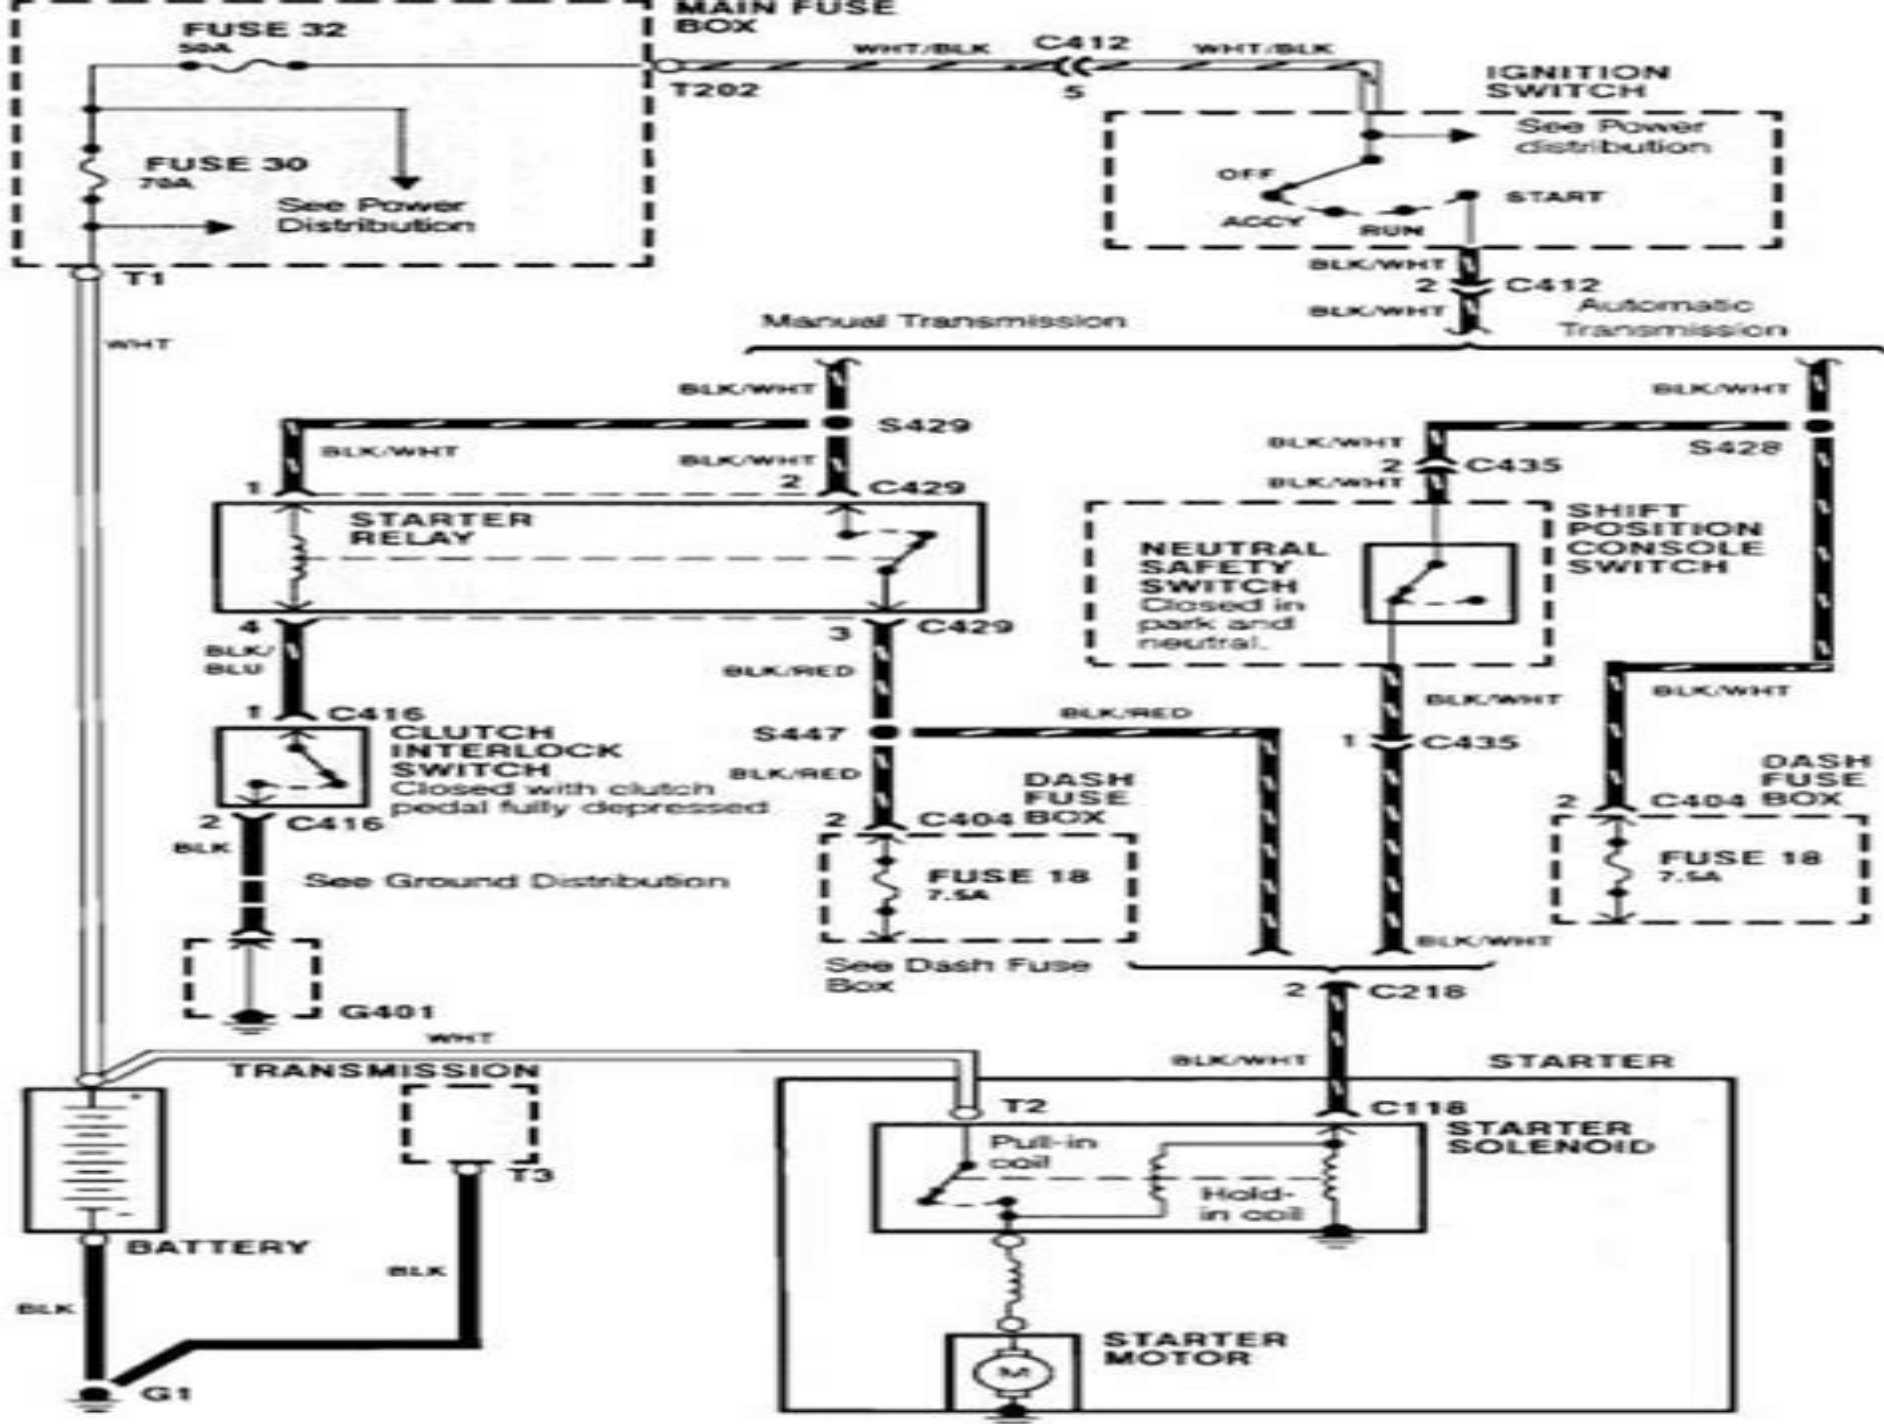 MAIN FUSE
BOX
FUSE 32
50A
WHT/BLK
C412
WHT/BLK
T202
5
IGNITION
SWITCH
See Power
distribution
FUSE 30
70A
OFF
START
ACCY
RUN
See Power
Distribution
T1
BLK/WHT
2
C412
BLK/WHT
Automatic
Transmission
Manual Transmission
WHT
BLK/WHT
BLK/WHT
S429
BLK/WHT
BLK/WHT
BLK/WHT
S428
2
C435
BLK/WHT
1
2
C429
STARTER
RELAY
SHIFT
POSITION
CONSOLE
SWITCH
NEUTRAL
SAFETY
SWITCH
Closed in
park and
neutral.
4
3
C429
BLK/
BLU
BLK/RED
BLK/WHT
BLK/WHT
1
C416
BLK/RED
S447
1
C435
CLUTCH
INTERLOCK
SWITCH
Closed with clutch
pedal fully depressed
BLK/RED
DASH
FUSE
BOX
DASH
FUSE
BOX
2
C416
2
C404
2
C404
BLK
See Ground Distribution
FUSE 18
7.5A
FUSE 18
7.5A
BLK/WHT
See Dash Fuse
Box
2
C218
G401
WHT
BLK/WHT
STARTER
TRANSMISSION
T2
C118
STARTER
SOLENOID
Pull-in
coil
Hold-
in coil
+
-
T3
BATTERY
BLK
BLK
STARTER
MOTOR
M
G1